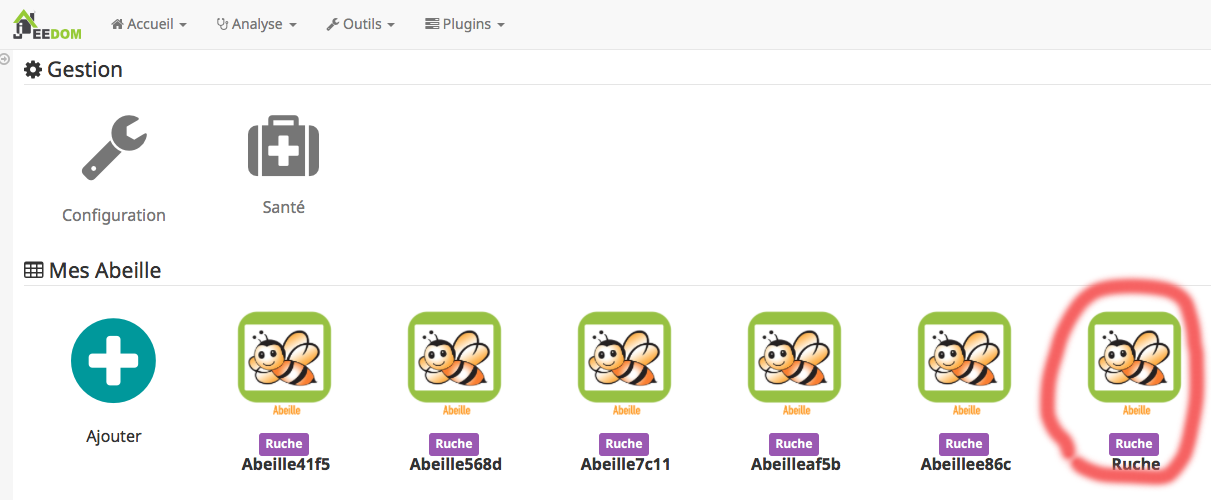 JEEDOM Accueil Analyse Outils Plugins
Gestion
Configuration Santé
Mes Abeille
Abeille Abeille Abeille Abeille Abeille Abeille
Ajouter Ruche Ruche Ruche Ruche Ruche Ruche
Abeille41f5 Abeille568d Abeille7c11 Abeilleaf5b Abeillee86c Ruche